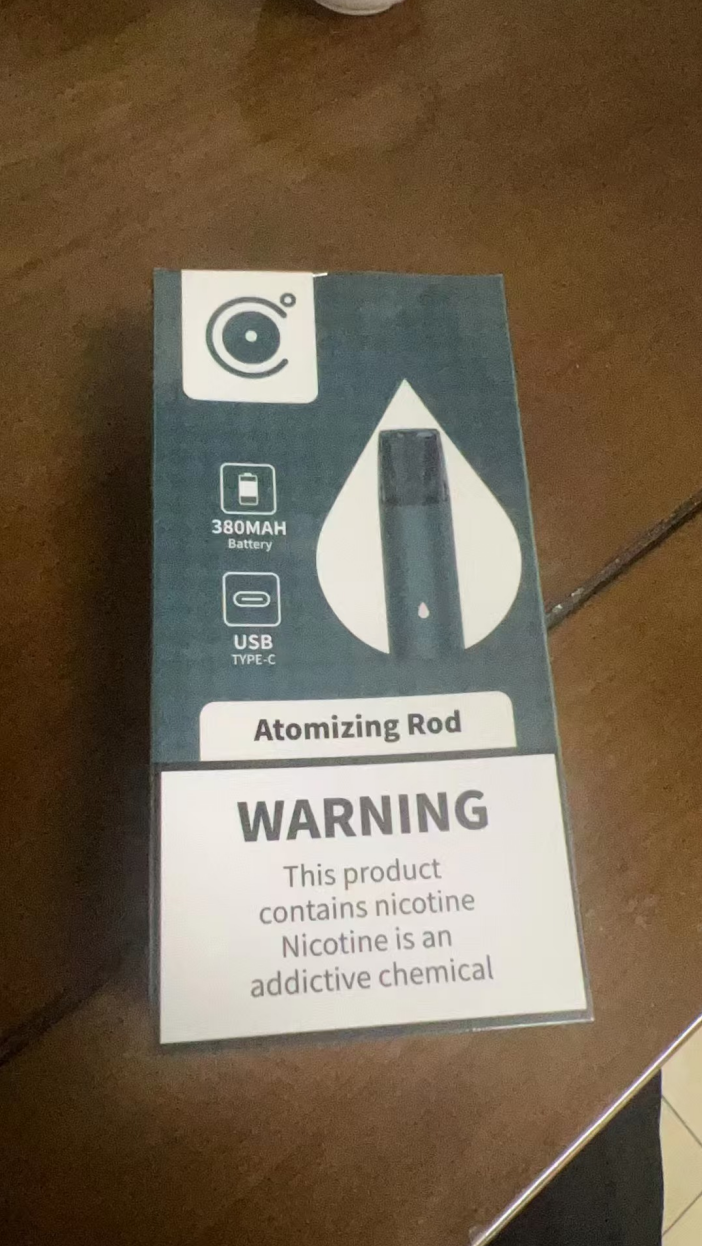 380MAH
Battery
USB
TYPE-C
Atomizing Rod
WARNING
This product
contains nicotine
Nicotine is an
addictive chemical